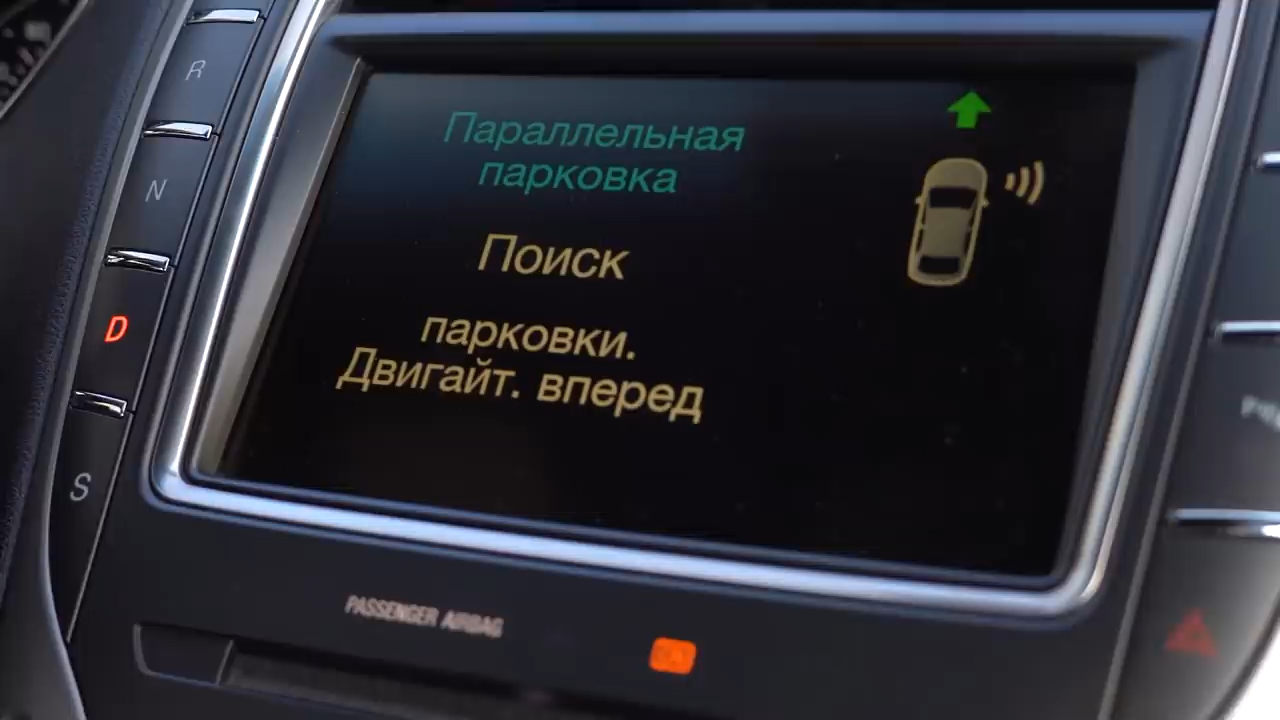 R
N
D
S
Параллельная
парковка
Поиск
парковки.
Двигайт. вперед
PASSENGER AIRBAG